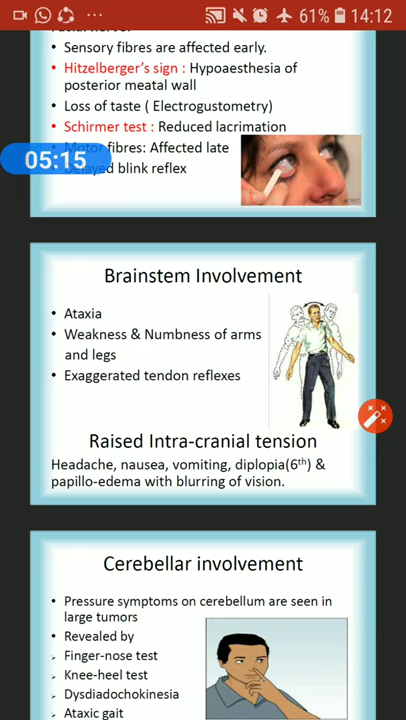 61% 14:12
Facial nerve:
• Sensory fibres are affected early.
• Hitzelberger's sign : Hypoaesthesia of
posterior meatal wall
• Loss of taste ( Electrogustometry)
• Schirmer test : Reduced lacrimation
Motor fibres: Affected late
05:15
Delayed blink reflex
Brainstem Involvement
• Ataxia
• Weakness & Numbness of arms
and legs
• Exaggerated tendon reflexes
Raised Intra-cranial tension
Headache, nausea, vomiting, diplopia(6th) &
papillo-edema with blurring of vision.
Cerebellar involvement
• Pressure symptoms on cerebellum are seen in
large tumors
• Revealed by
➢ Finger-nose test
➢ Knee-heel test
➢ Dysdiadochokinesia
➢ Ataxic gait